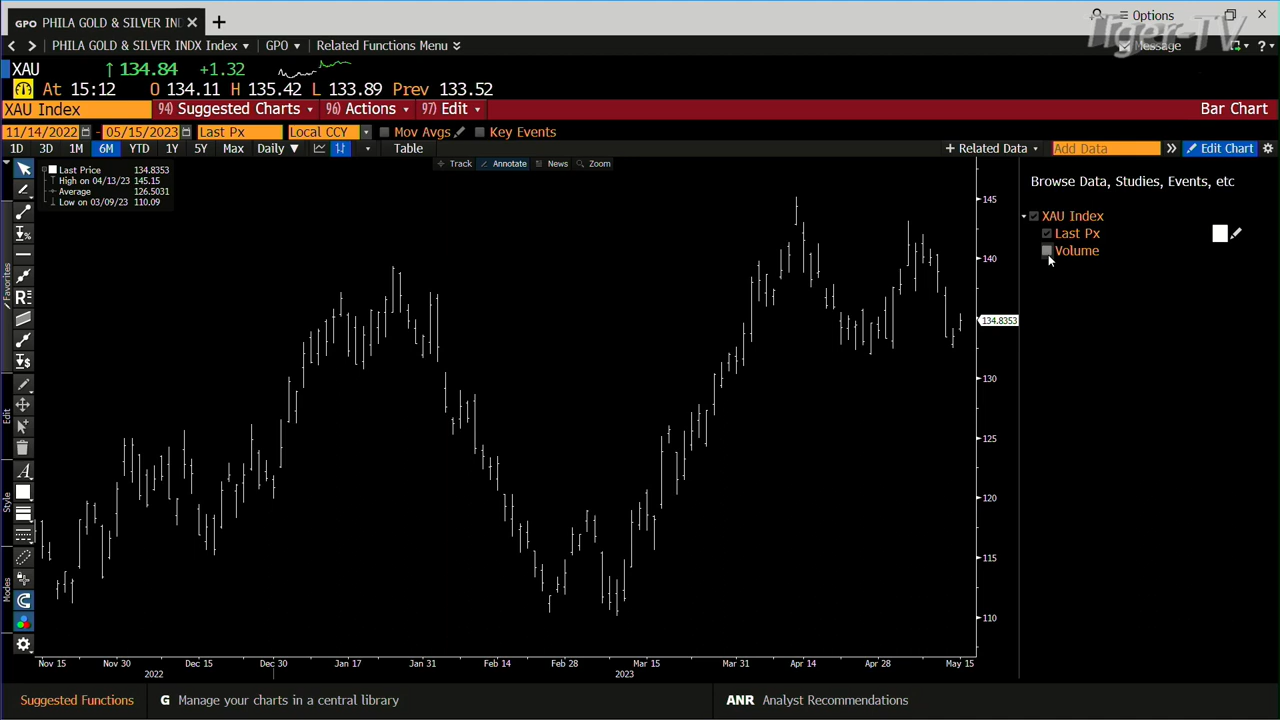 GPO PHILA GOLD & SILVER IND
Options
Tiger-TV
PHILA GOLD & SILVER INDX Index GPO Related Functions Menu
Message
?
XAU 134.84 +1.32
At 15:12 O 134.11 H 135.42 L 133.89 Prev 133.52
XAU Index 94) Suggested Charts 96) Actions 97) Edit Bar Chart
11/14/2022 - 05/15/2023 Last Px Local CCY Mov Avgs Key Events
1D 3D 1M 6M YTD 1Y 5Y Max Daily Table + Related Data Add Data Edit Chart
Track Annotate News Zoom
Last Price 134.8353
High on 04/13/23 145.15
Average 126.5031
Low on 03/09/23 110.09
Browse Data, Studies, Events, etc
XAU Index
Last Px
Volume
Favorites
Edit
Style
Modes
145
140
134.8353
130
125
120
115
110
Nov 15 Nov 30 Dec 15 Dec 30 Jan 17 Jan 31 Feb 14 Feb 28 Mar 15 Mar 31 Apr 14 Apr 28 May 15
2022 2023
Suggested Functions G Manage your charts in a central library ANR Analyst Recommendations